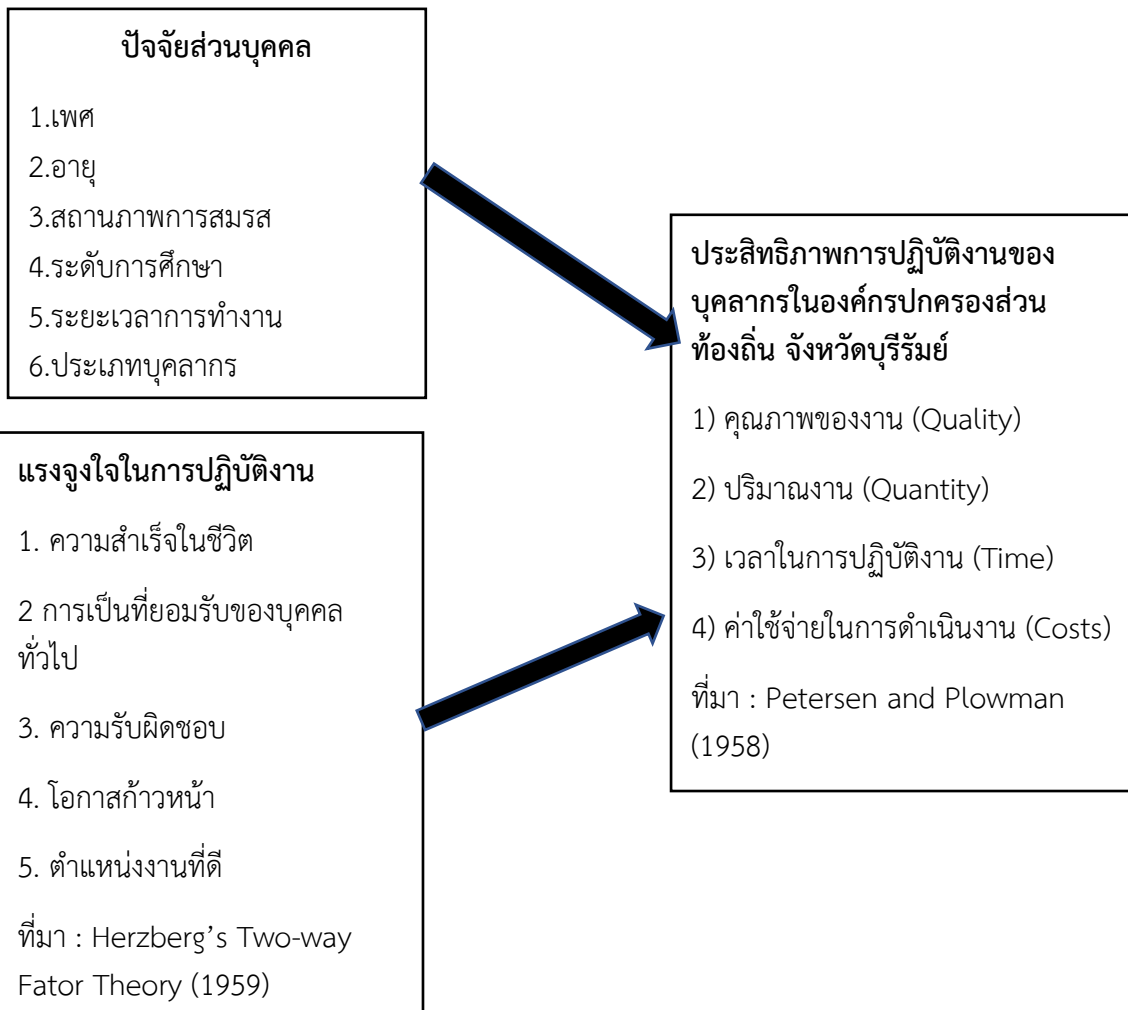 ปัจจัยส่วนบุคคล
1.เพศ
2.อายุ
3.สถานภาพการสมรส
4.ระดับการศึกษา
5.ระยะเวลาการทำงาน
6.ประเภทบุคลากร
แรงจูงใจในการปฏิบัติงาน
1. ความสำเร็จในชีวิต
2 การเป็นที่ยอมรับของบุคคล
ทั่วไป
3. ความรับผิดชอบ
4. โอกาสก้าวหน้า
5. ตำแหน่งงานที่ดี
ที่มา : Herzberg’s Two-way
Fator Theory (1959)
ประสิทธิภาพการปฏิบัติงานของ
บุคลากรในองค์กรปกครองส่วน
ท้องถิ่น จังหวัดบุรีรัมย์
1) คุณภาพของงาน (Quality)
2) ปริมาณงาน (Quantity)
3) เวลาในการปฏิบัติงาน (Time)
4) ค่าใช้จ่ายในการดำเนินงาน (Costs)
ที่มา : Petersen and Plowman
(1958)